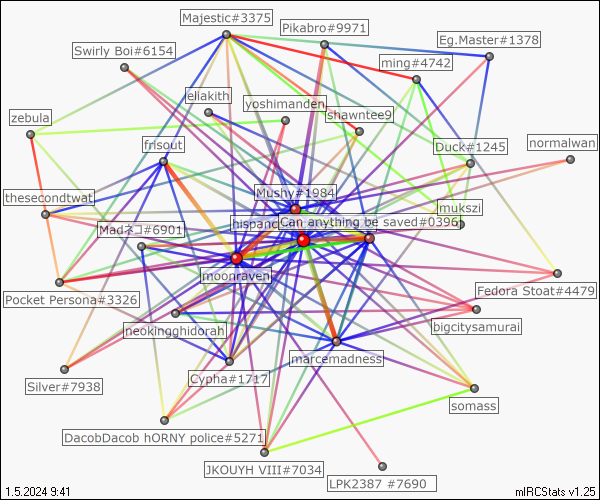 Majestic#3375
Pikabro#9971
Eg.Master#1378
Swirly Boi#6154
ming#4742
eliakith
yoshimanden
shawntee9
zebula
frisout
Duck#1245
normalwan
thesecondtwat
Mushy#1984
mukszi
Madネコ#6901
Can anything be saved#0396
moonraven
Fedora Stoat#4479
Pocket Persona#3326
neokingghidorah
bigcitysamurai
marcemadness
Silver#7938
Cypha#1717
somass
DacobDacob hORNY police#5271
JKOUYH VIII#7034
LPK2387 #7690
1.5.2024 9:41
mIRCStats v1.25